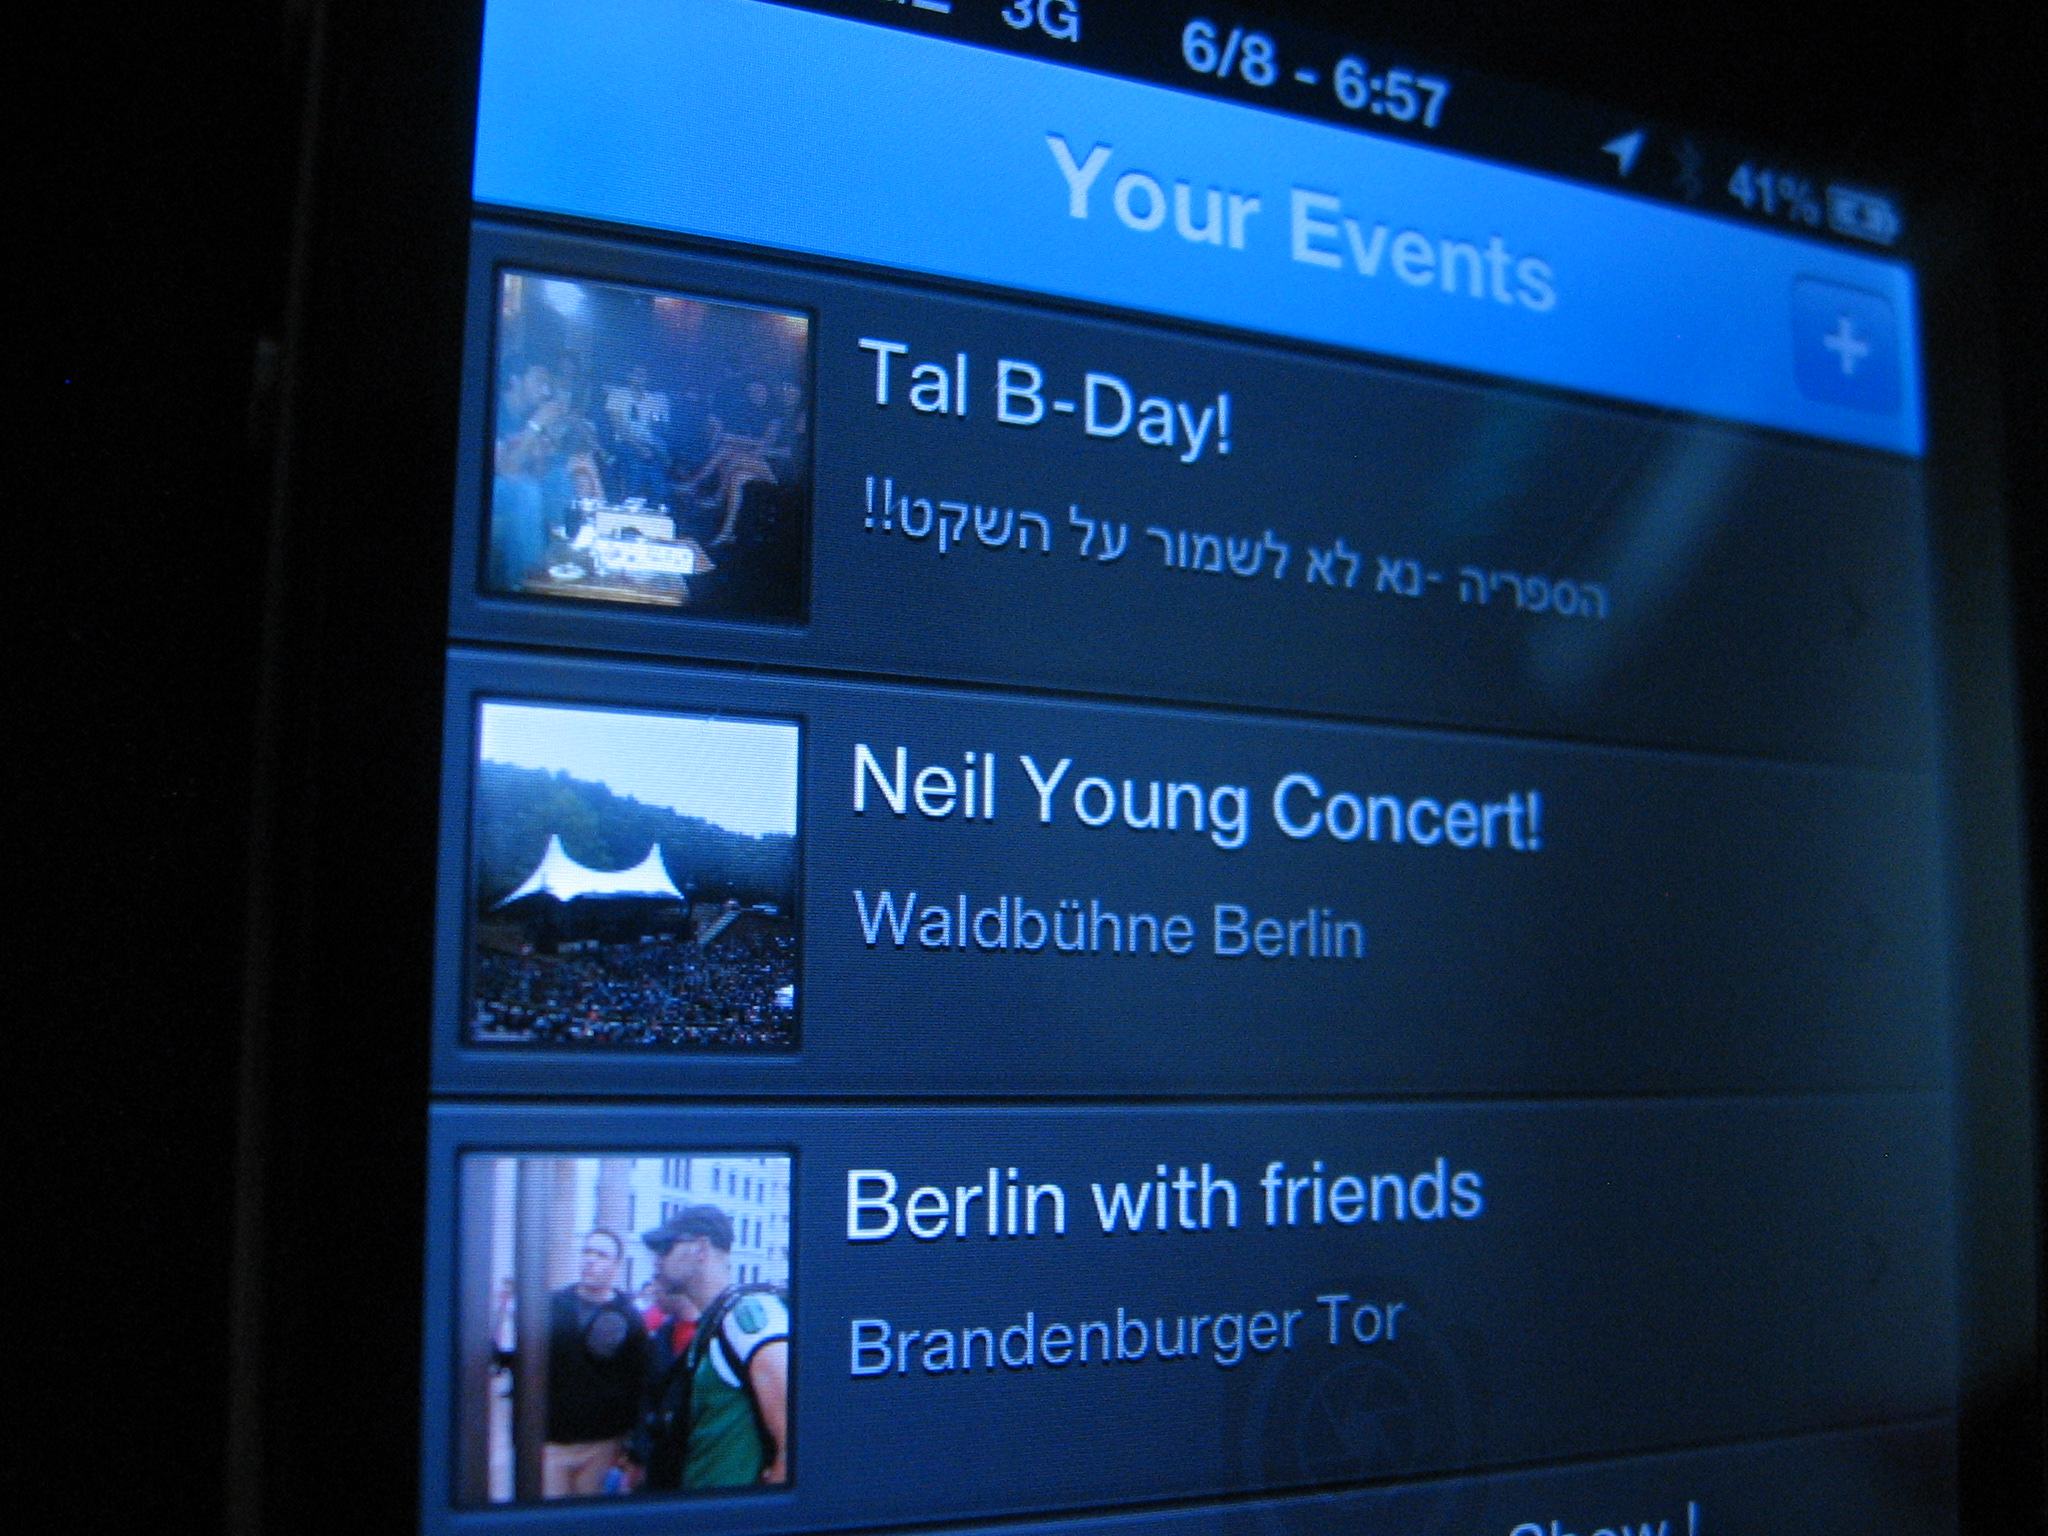 3G 6/8 - 6:57 41%
Your Events
+
Tal B-Day!
הספריה -נא לא לשמור על השקט!!
Neil Young Concert!
Waldbühne Berlin
Berlin with friends
Brandenburger Tor
Show !